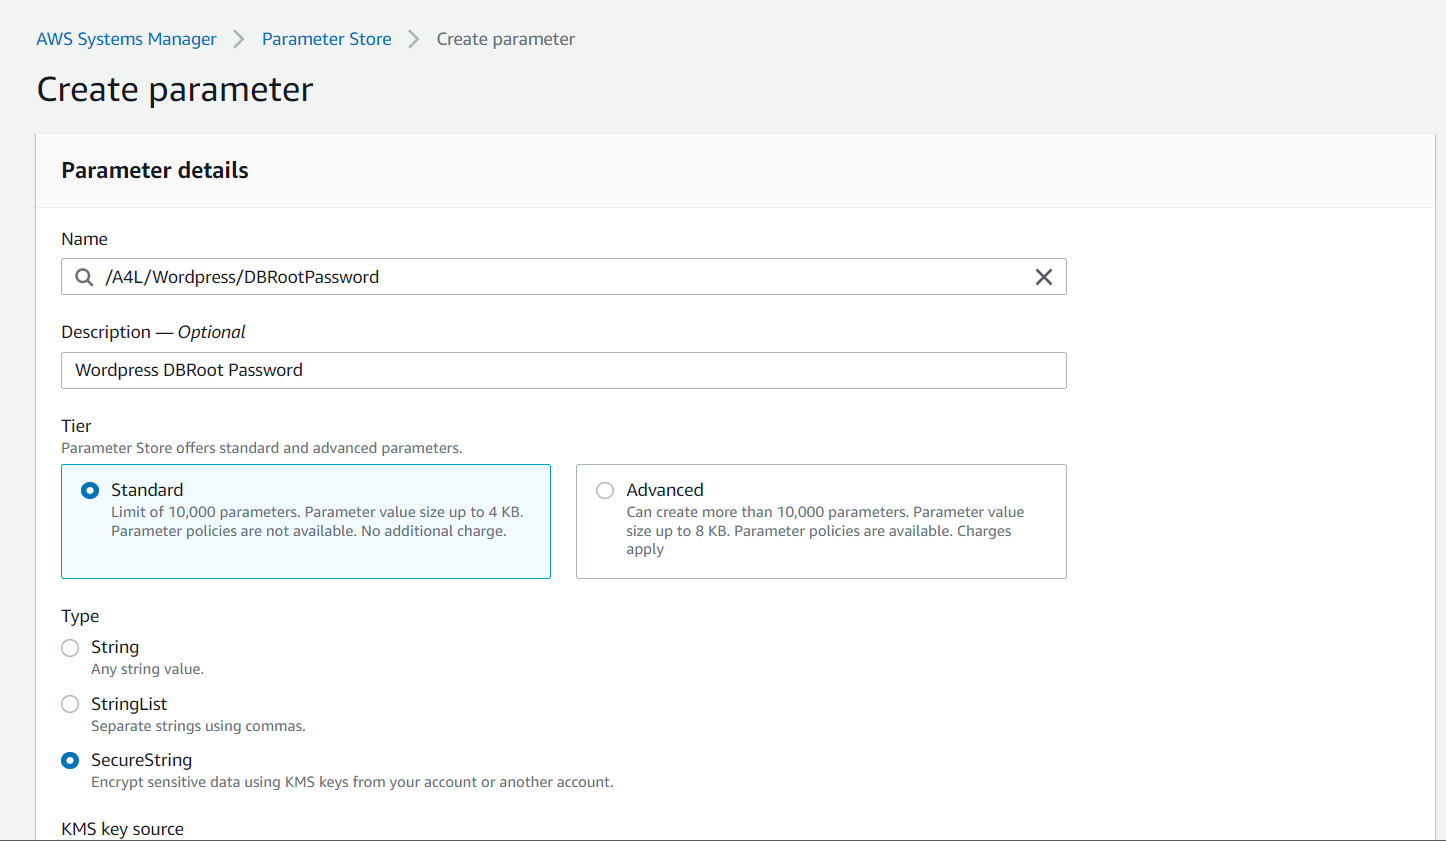 AWS Systems Manager > Parameter Store > Create parameter
Create parameter
Parameter details
Name
/A4L/Wordpress/DBRootPassword
Description — Optional
Wordpress DBRoot Password
Tier
Parameter Store offers standard and advanced parameters.
Standard
Limit of 10,000 parameters. Parameter value size up to 4 KB.
Parameter policies are not available. No additional charge.
Advanced
Can create more than 10,000 parameters. Parameter value
size up to 8 KB. Parameter policies are available. Charges
apply
Type
String
Any string value.
StringList
Separate strings using commas.
SecureString
Encrypt sensitive data using KMS keys from your account or another account.
KMS key source